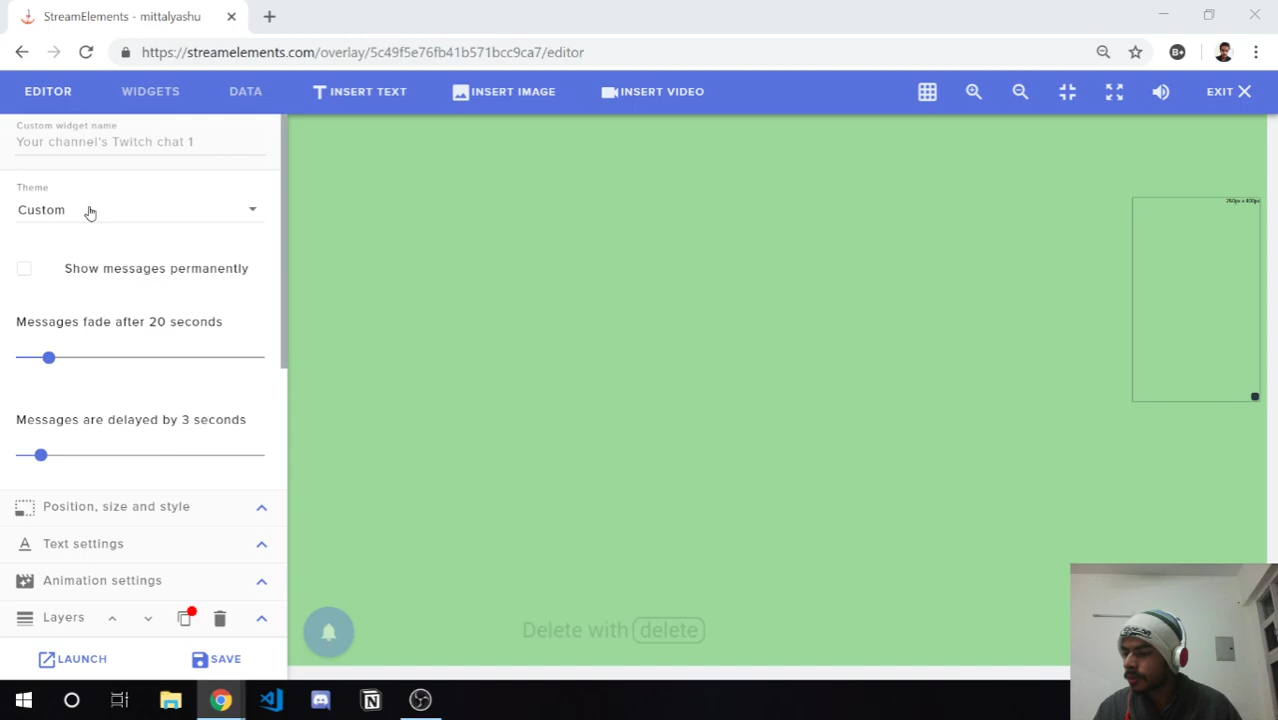 StreamElements - mittalyashu
https://streamelements.com/overlay/5c49f5e76fb41b571bcc9ca7/editor
B+
EDITOR WIDGETS DATA INSERT TEXT INSERT IMAGE INSERT VIDEO EXIT
Custom widget name
Your channel's Twitch chat 1
Theme
Custom
250px x 400px
Show messages permanently
Messages fade after 20 seconds
Messages are delayed by 3 seconds
Position, size and style
Text settings
Animation settings
Layers
Delete with delete
LAUNCH SAVE